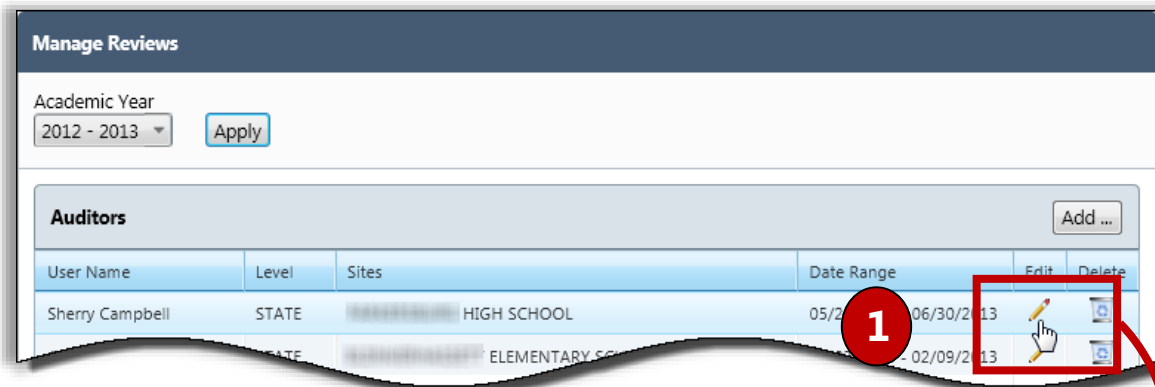 Manage Reviews
Academic Year
2012 - 2013 Apply
Auditors Add ...
User Name Level Sites Date Range Edit Delete
Sherry Campbell STATE HIGH SCHOOL 05/2 06/30/2013
1
STATE ELEMENTARY - 02/09/2013